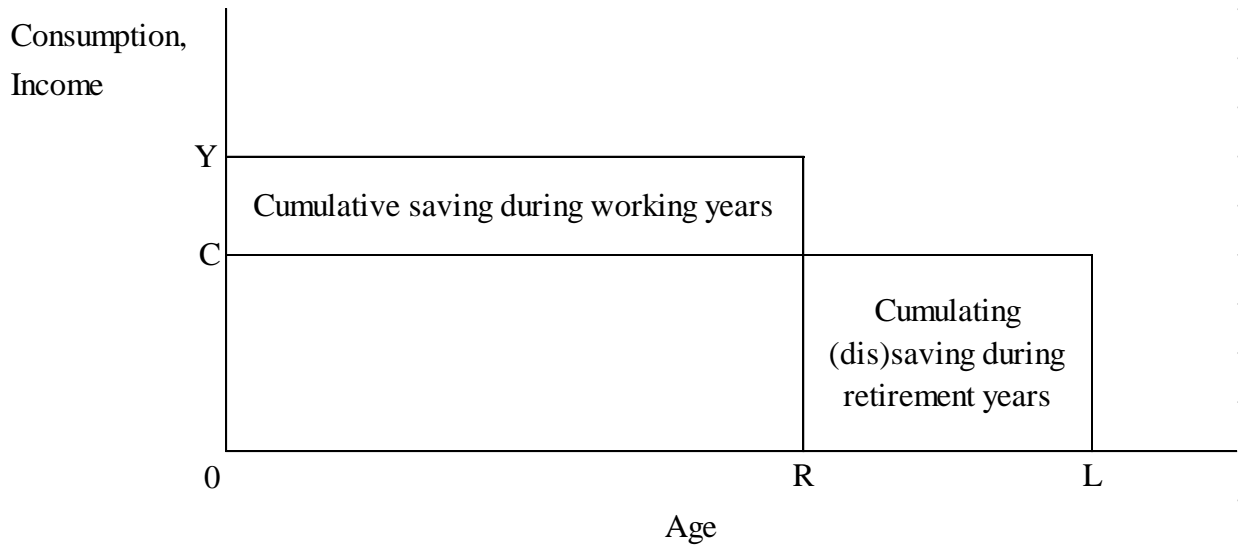 Consumption,
Income
Y
Cumulative saving during working years
C
Cumulating
(dis)saving during
retirement years
0
R
L
Age